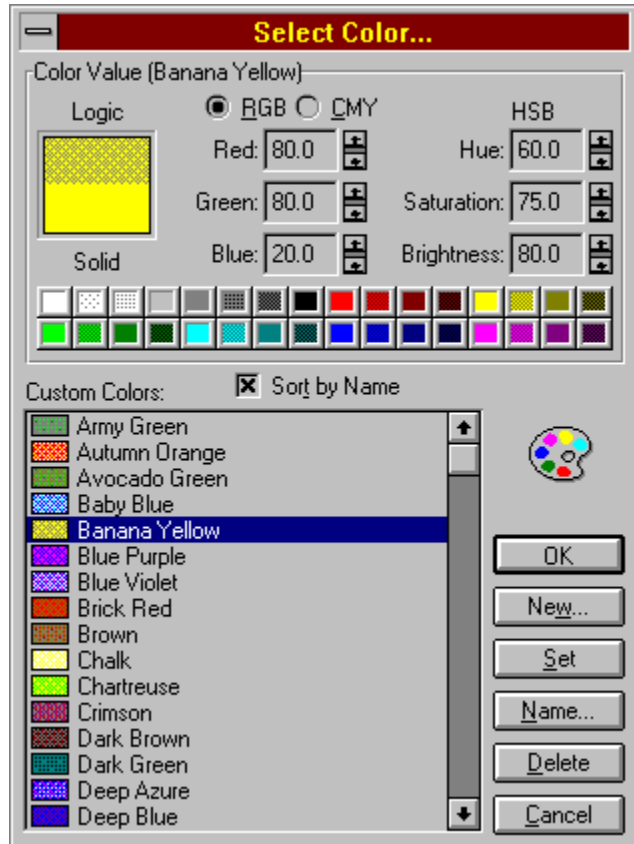 Select Color...
Color Value (Banana Yellow)
Logic
RGB CMY
HSB
Red: 80.0
Hue: 60.0
Green: 80.0
Saturation: 75.0
Solid
Blue: 20.0
Brightness: 80.0
Custom Colors:
Sort by Name
Army Green
Autumn Orange
Avocado Green
Baby Blue
Banana Yellow
Blue Purple
Blue Violet
Brick Red
Brown
Chalk
Chartreuse
Crimson
Dark Brown
Dark Green
Deep Azure
Deep Blue
OK
New...
Set
Name...
Delete
Cancel